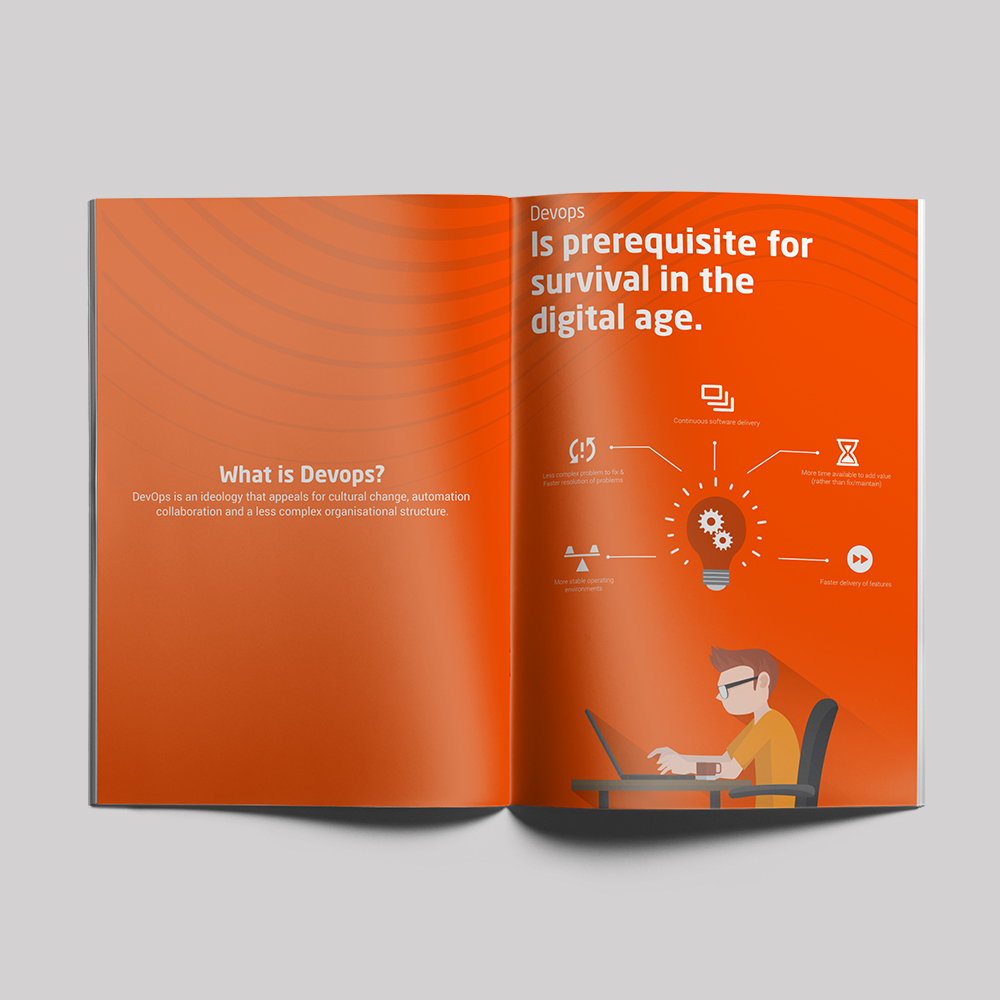 What is Devops?
DevOps is an ideology that appeals for cultural change, automation
collaboration and a less complex organisational structure.
Devops
Is prerequisite for
survival in the
digital age.
Continuous software delivery
Less complex problem to fix &
Faster resolution of problems
More time available to add value
(rather than fix/maintain)
More stable operating
environments
Faster delivery of features